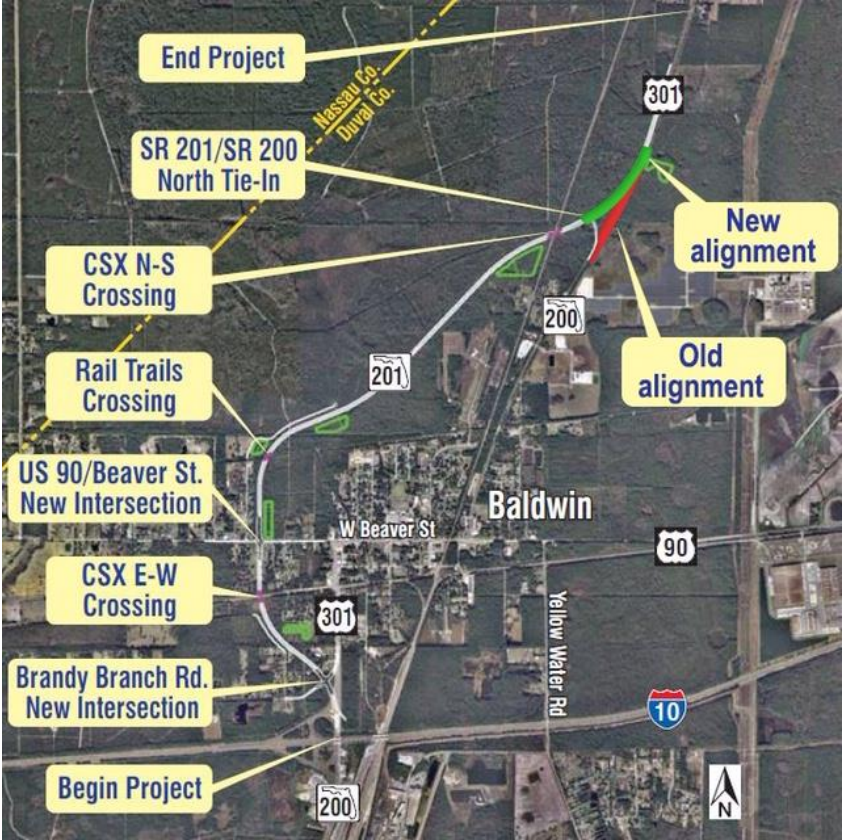 End Project
Nassau Co.
Duval Co.
301
SR 201/SR 200
North Tie-In
New
alignment
CSX N-S
Crossing
200
Old
alignment
201
Rail Trails
Crossing
US 90/Beaver St.
New Intersection
Baldwin
W Beaver St
90
CSX E-W
Crossing
301
Yellow Water Rd
Brandy Branch Rd.
New Intersection
10
Begin Project
200
N